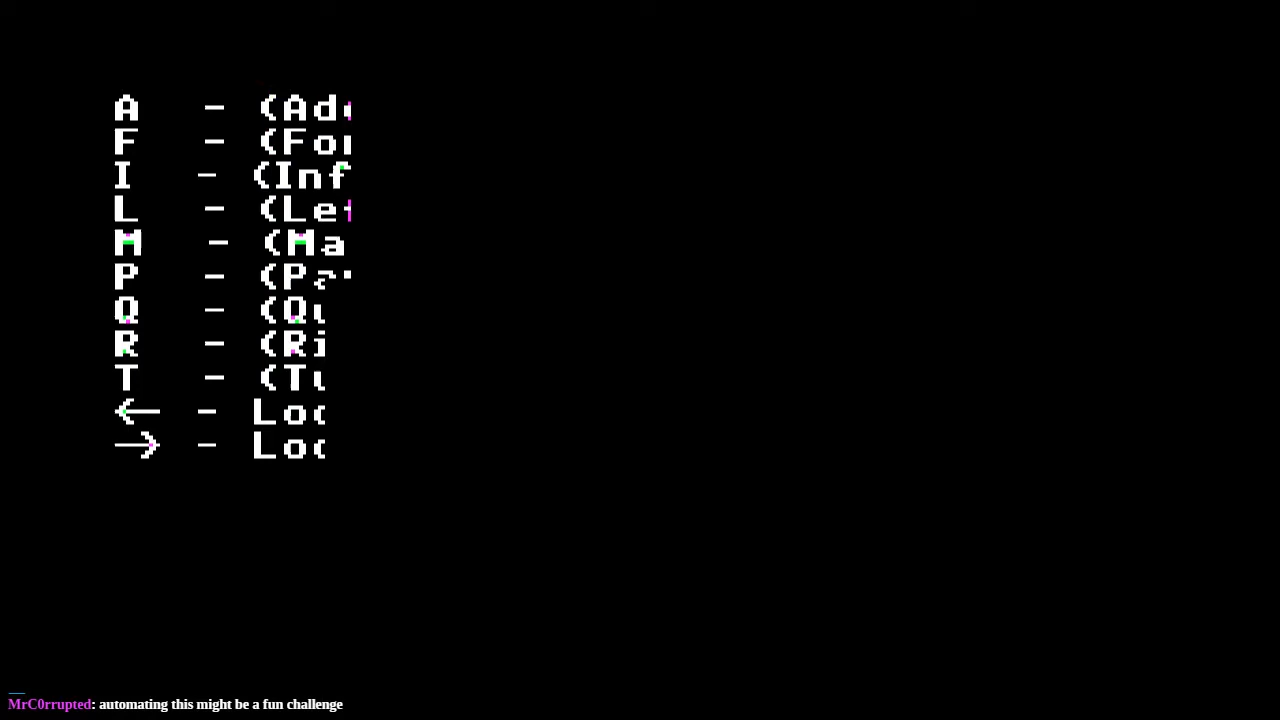 A - (Ad
F - (Fo
I - (Inf
L - (Le
M - (Ma
P - (P
Q - (Q
R - (Ri
T - (T
← - Lo
→ - Lo
MrC0rrupted: automating this might be a fun challenge